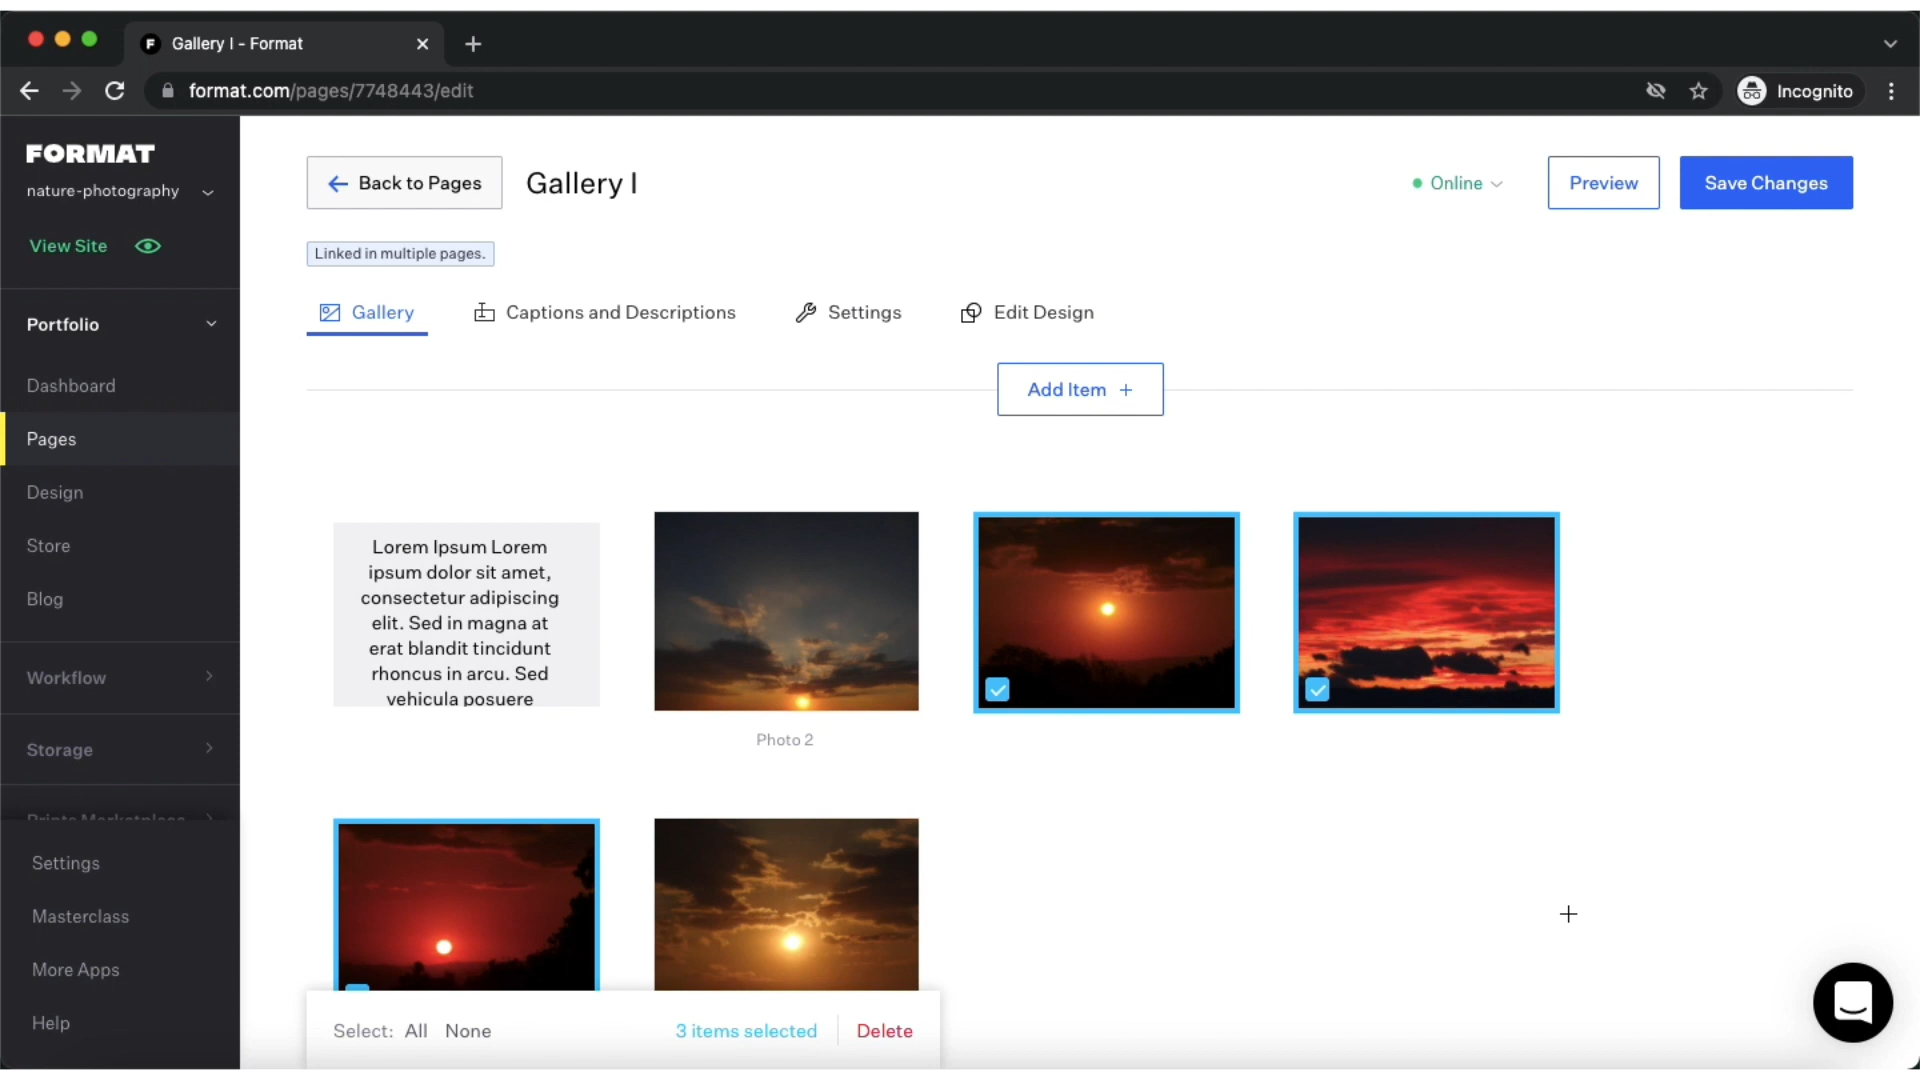 Gallery I - Format
format.com/pages/7748443/edit
Incognito
FORMAT
nature-photography
View Site
Portfolio
Dashboard
Pages
Design
Store
Blog
Workflow
Storage
Prints Marketplace
Settings
Masterclass
More Apps
Help
Back to Pages
Gallery I
Online
Preview
Save Changes
Linked in multiple pages.
Gallery
Captions and Descriptions
Settings
Edit Design
Add Item +
Lorem Ipsum Lorem
ipsum dolor sit amet,
consectetur adipiscing
elit. Sed in magna at
erat blandit tincidunt
rhoncus in arcu. Sed
vehicula posuere
Photo 2
Select: All None
3 items selected
Delete